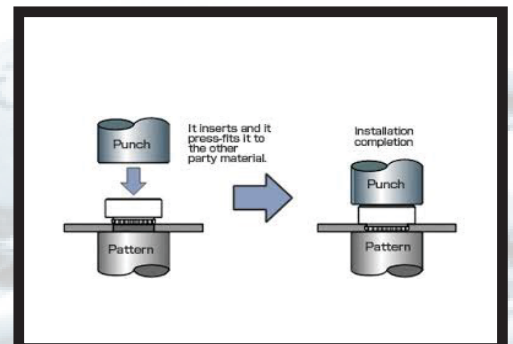 Punch
It inserts and it
press-fits it to
the other
party material.
Pattern
Installation
completion
Punch
Pattern